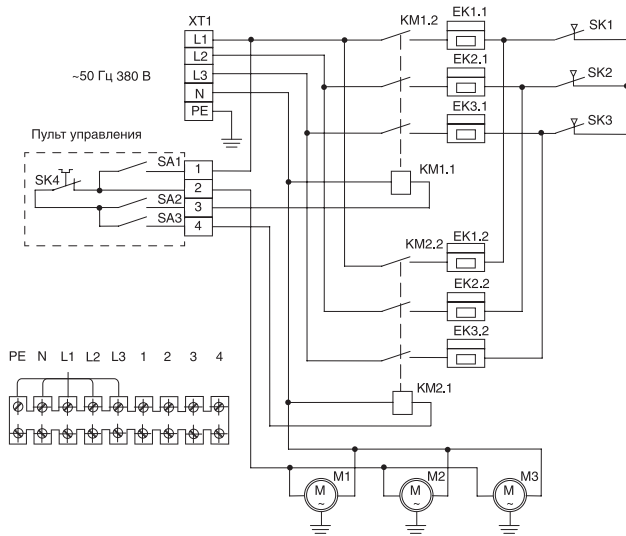 XT1
L1
L2
L3
N
PE
~50 Гц 380 В
KM1.2
EK1.1
SK1
EK2.1
SK2
EK3.1
SK3
KM1.1
Пульт управления
SK4
SA1
SA2
SA3
1
2
3
4
KM2.2
EK1.2
EK2.2
EK3.2
KM2.1
PE N L1 L2 L3 1 2 3 4
M1
M2
M3
M
~
M
~
M
~